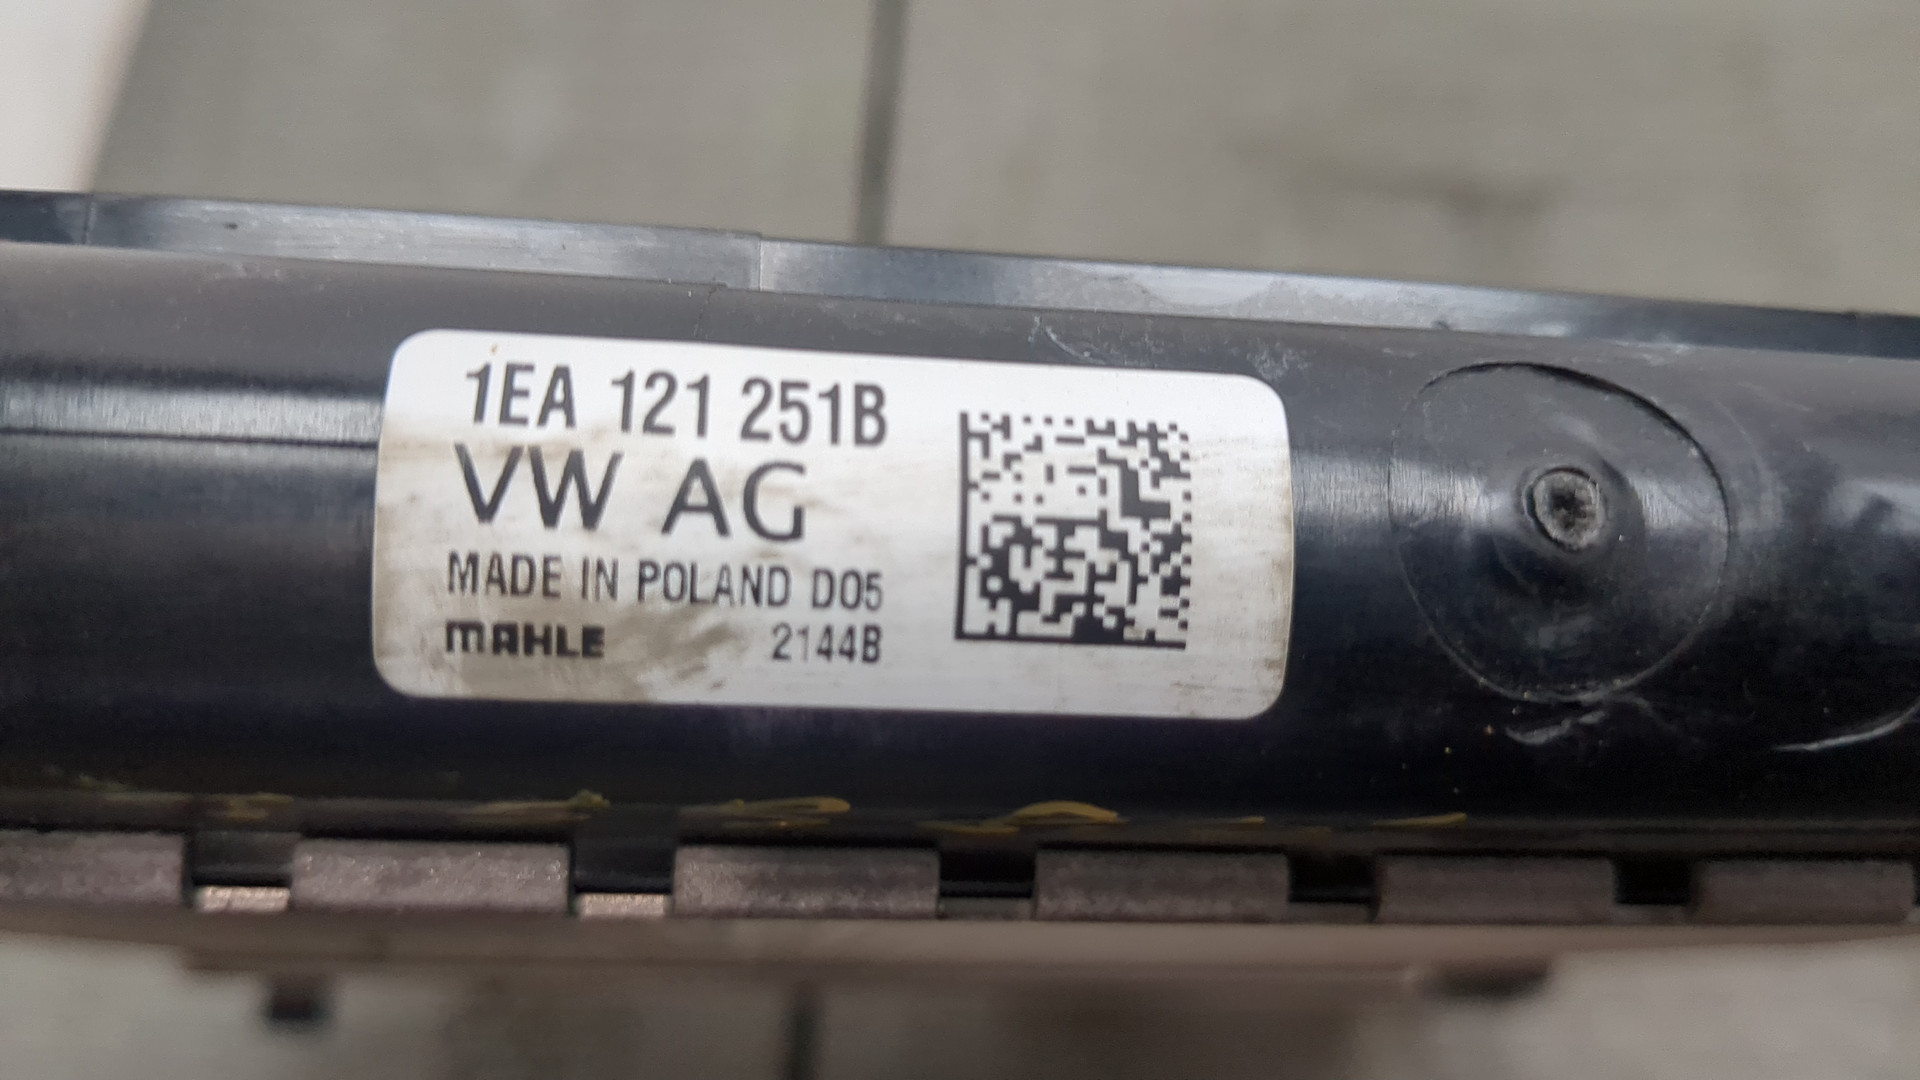 1EA 121 251B
VW AG
MADE IN POLAND D05
MAHLE 2144B